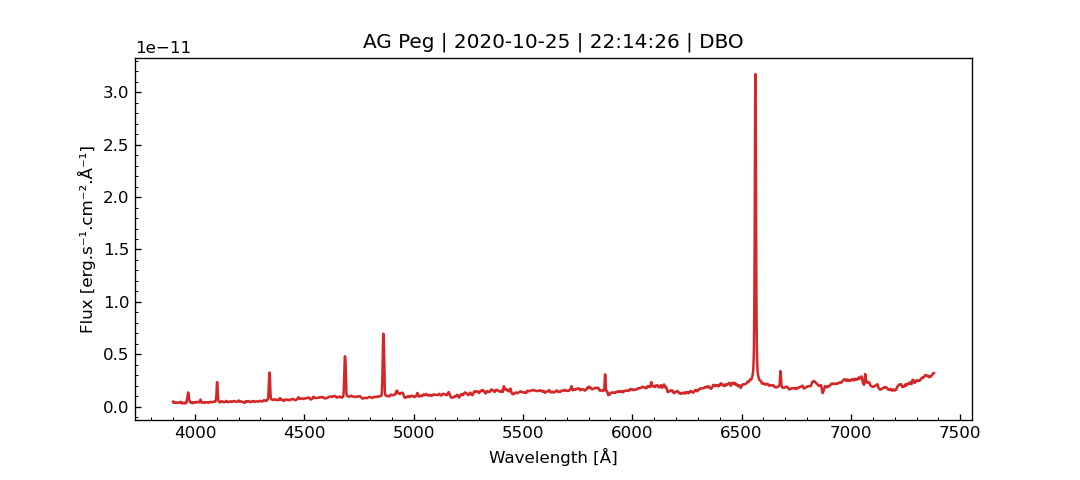 AG Peg | 2020-10-25 | 22:14:26 | DBO
1e−11
3.0
2.5
2.0
1.5
1.0
0.5
0.0
Flux [erg.s⁻¹.cm⁻².Å⁻¹]
4000 4500 5000 5500 6000 6500 7000 7500
Wavelength [Å]